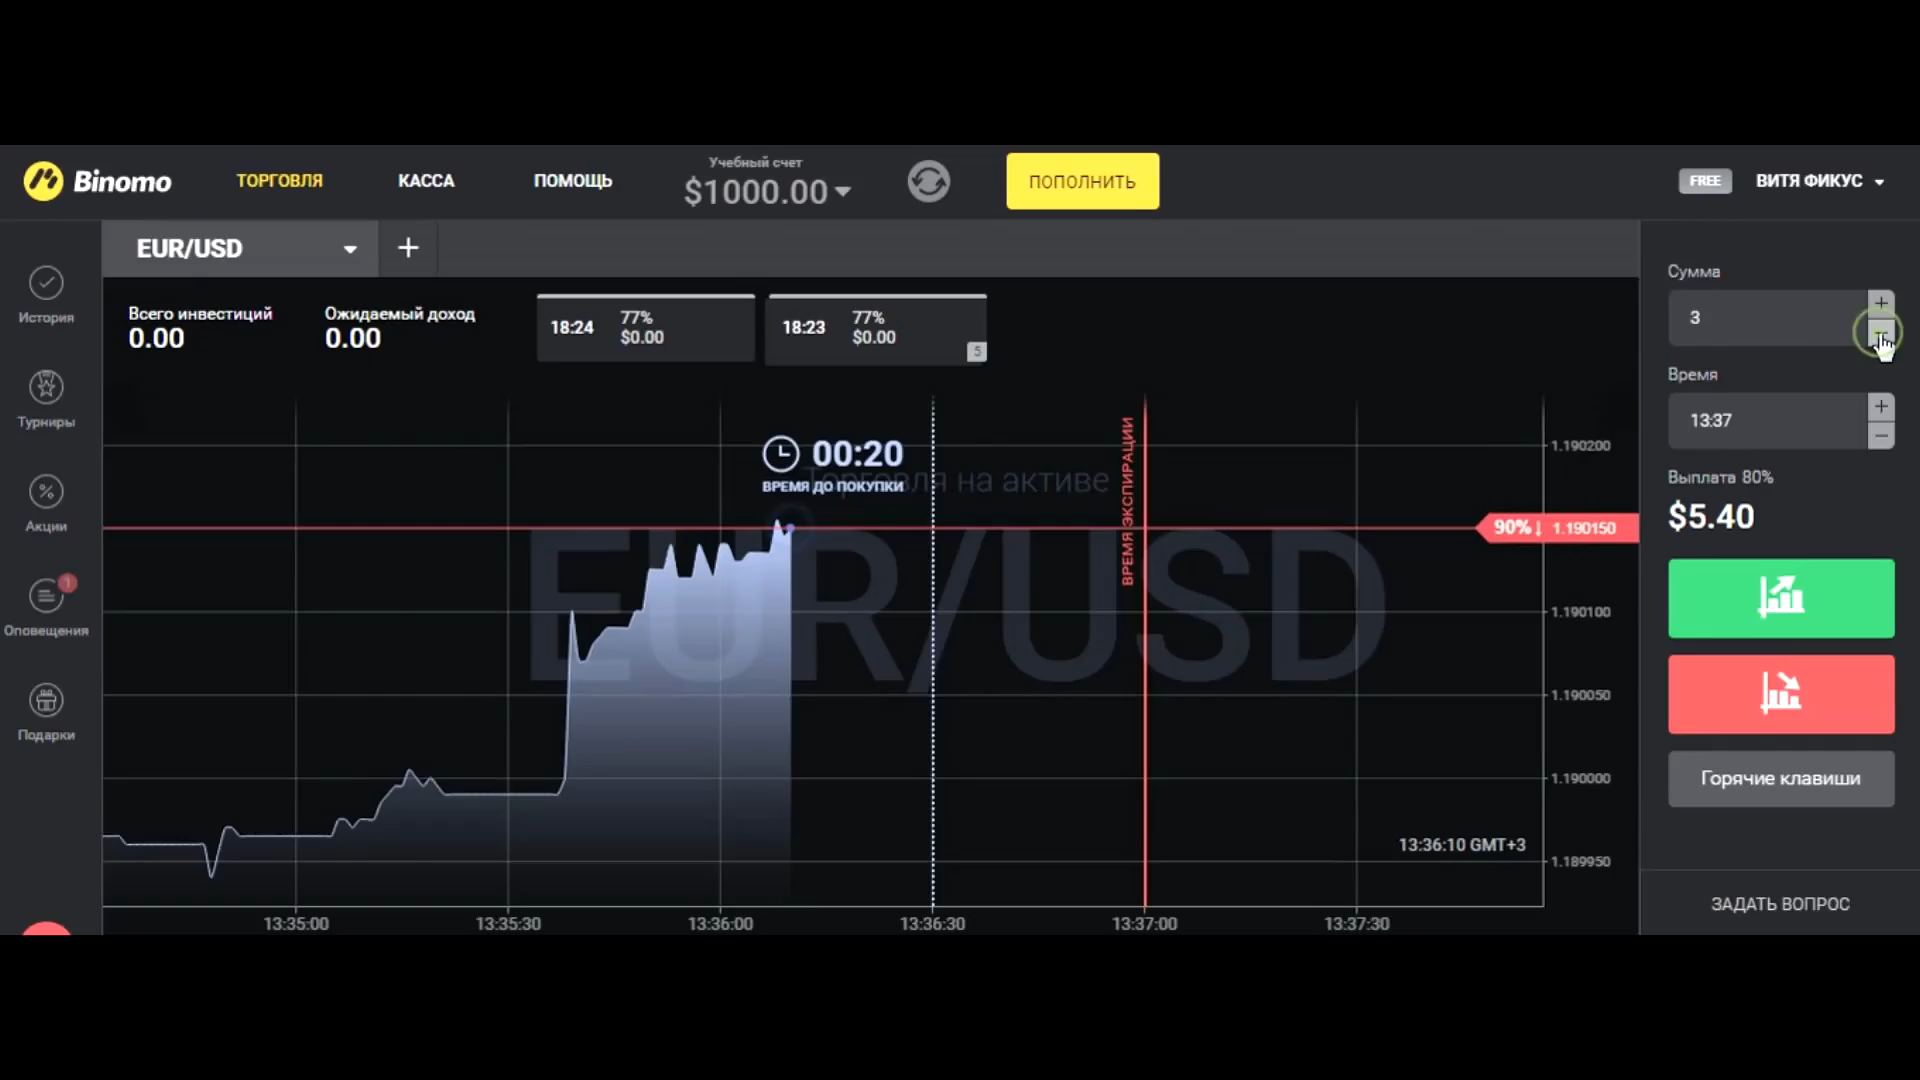 Binomo
ТОРГОВЛЯ
КАССА
ПОМОЩЬ
Учебный счет
$1000.00
ПОПОЛНИТЬ
FREE
ВИТЯ ФИКУС
EUR/USD
+
История
Турниры
Акции
1
Оповещения
Подарки
Всего инвестиций
0.00
Ожидаемый доход
0.00
18:24
77%
$0.00
18:23
77%
$0.00
5
00:20
ВРЕМЯ ДО ПОКУПКИ
Торговля на активе
EUR/USD
ВРЕМЯ ЭКСПИРАЦИИ
90%↓ 1.190150
1.190200
1.190100
1.190050
1.190000
1.189950
13:36:10 GMT+3
13:35:00
13:35:30
13:36:00
13:36:30
13:37:00
13:37:30
Сумма
3
+
Время
13:37
+
−
Выплата 80%
$5.40
Горячие клавиши
ЗАДАТЬ ВОПРОС